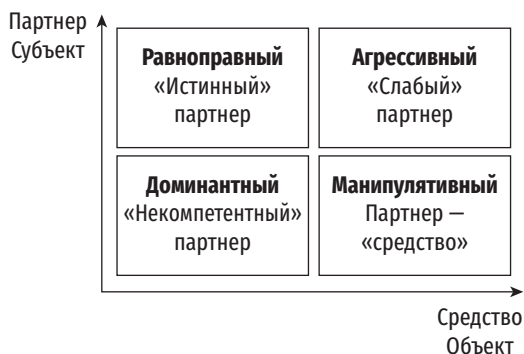 Партнер
Субъект
Равноправный
«Истинный»
партнер
Агрессивный
«Слабый»
партнер
Доминантный
«Некомпетентный»
партнер
Манипулятивный
Партнер —
«средство»
Средство
Объект